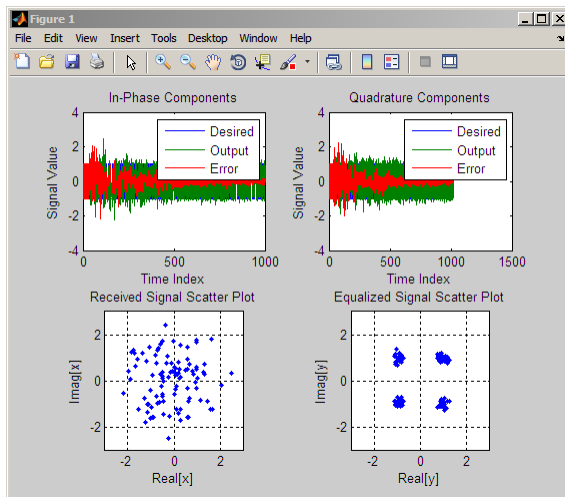 Figure 1
File Edit View Insert Tools Desktop Window Help
In-Phase Components
Signal Value
4
2
0
-2
-4
0 500 1000
Time Index
Desired
Output
Error
Quadrature Components
Signal Value
4
2
0
-2
-4
0 500 1000 1500
Time Index
Desired
Output
Error
Received Signal Scatter Plot
Imag[x]
2
0
-2
-2 0 2
Real[x]
Equalized Signal Scatter Plot
Imag[y]
2
0
-2
-2 0 2
Real[y]